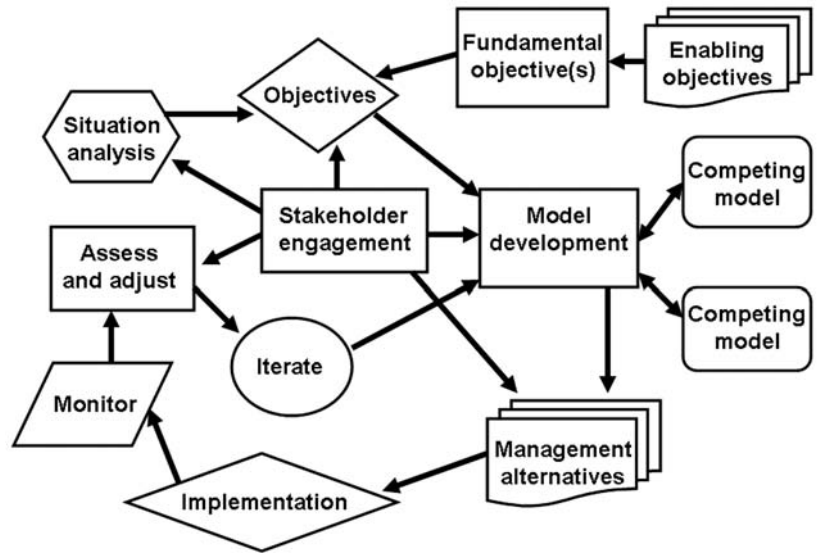 Fundamental
objective(s)
Enabling
objectives
Objectives
Situation
analysis
Competing
model
Stakeholder
engagement
Model
development
Assess
and adjust
Competing
model
Iterate
Monitor
Management
alternatives
Implementation